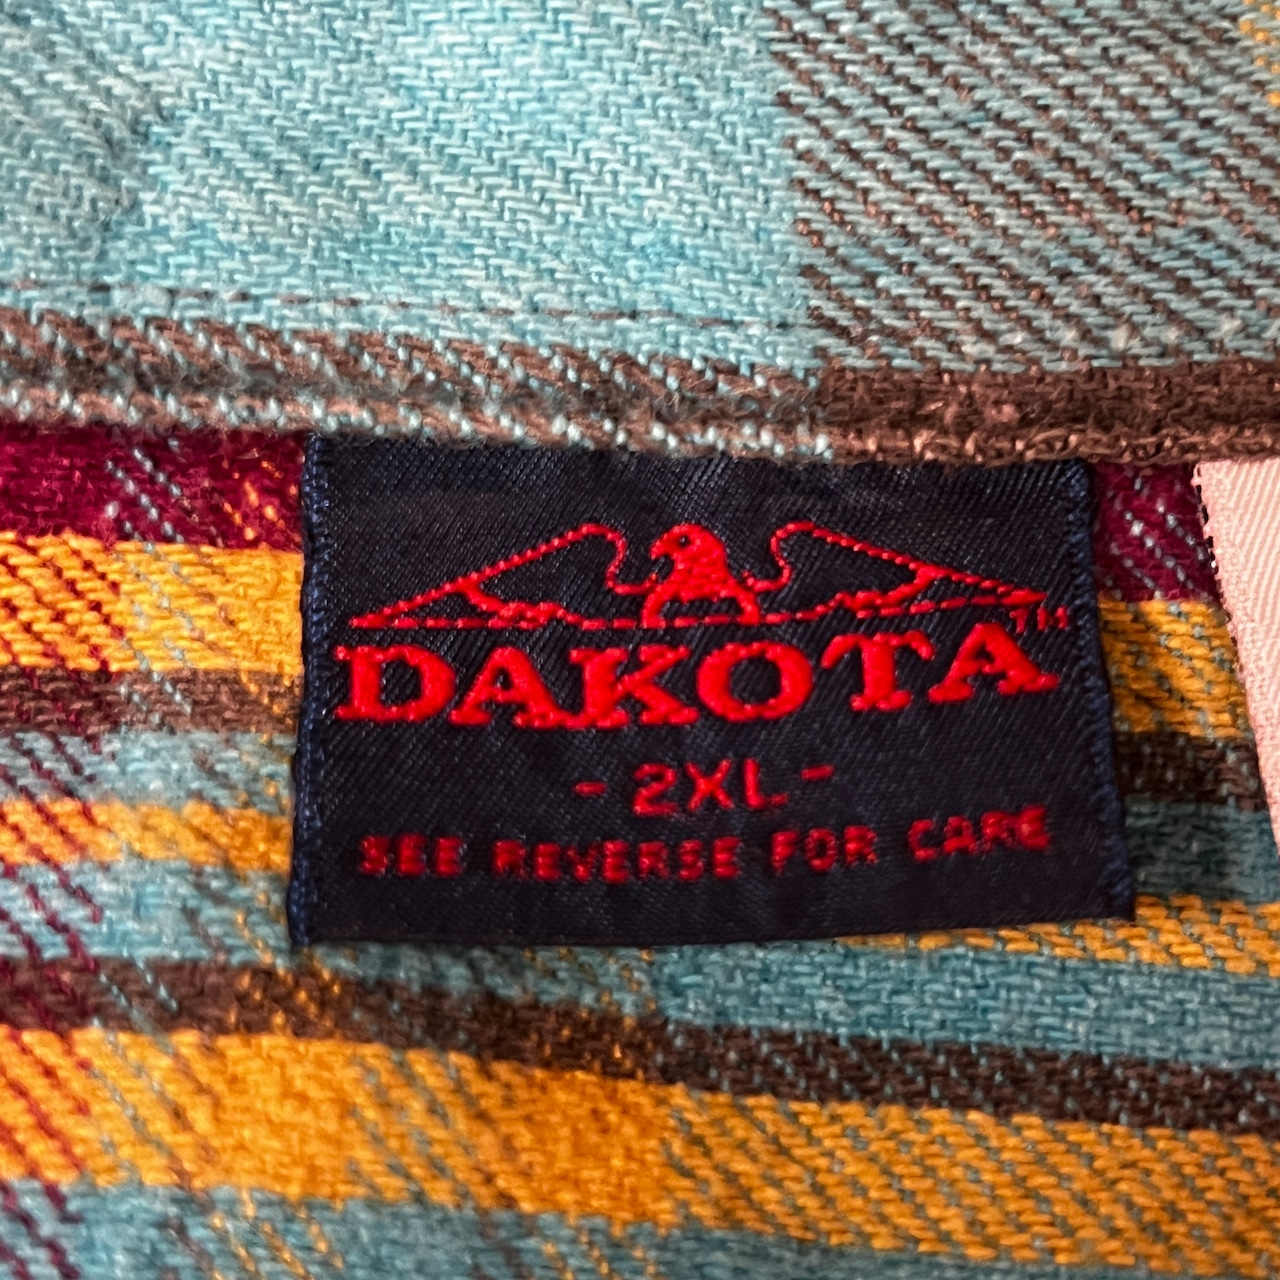 DAKOTA™
- 2XL -
SEE REVERSE FOR CARE